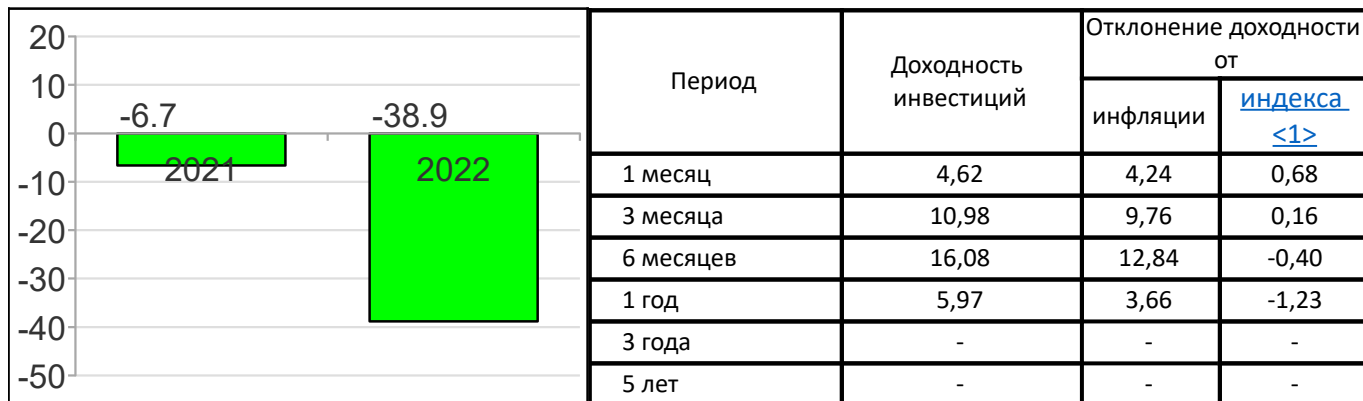 20
10
0
-10
-20
-30
-40
-50
-6.7
-38.9
2021
2022
Период
Доходность
инвестиций
Отклонение доходности
от
инфляции
индекса
<1>
1 месяц 4,62 4,24 0,68
3 месяца 10,98 9,76 0,16
6 месяцев 16,08 12,84 -0,40
1 год 5,97 3,66 -1,23
3 года - - -
5 лет - - -